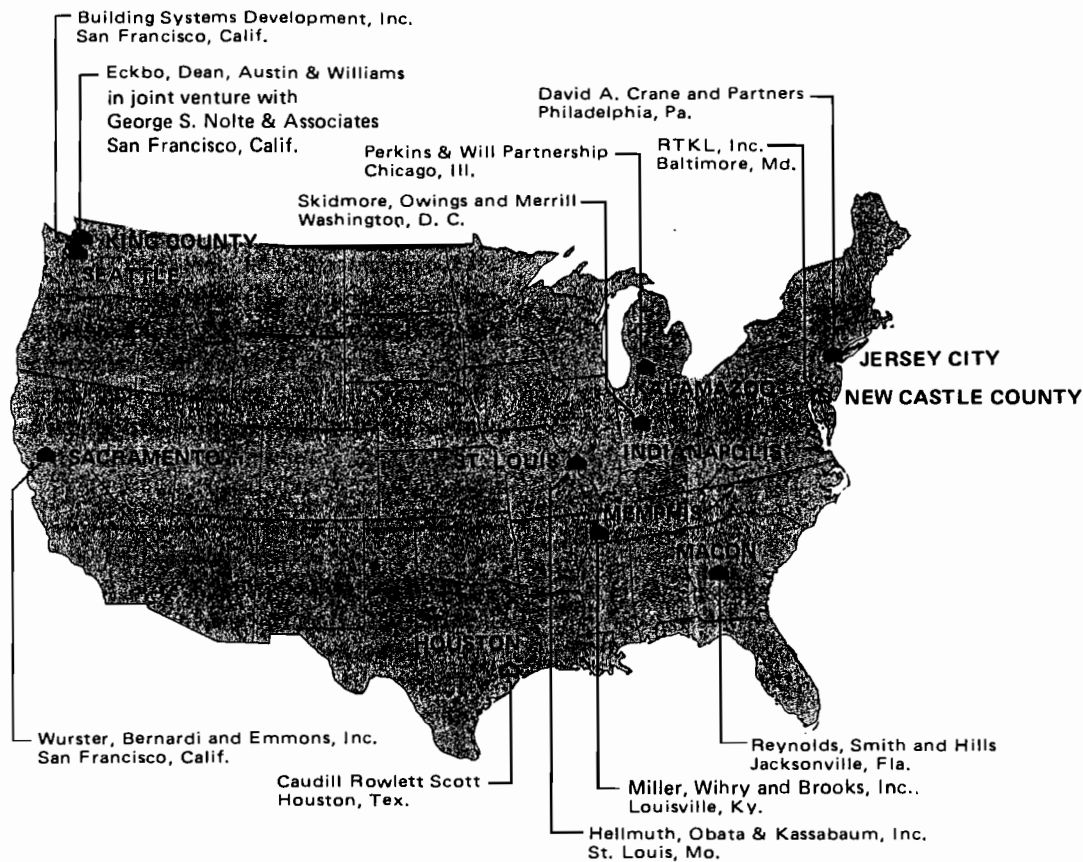 Building Systems Development, Inc.
San Francisco, Calif.
Eckbo, Dean, Austin & Williams
in joint venture with
George S. Nolte & Associates
San Francisco, Calif.
David A. Crane and Partners
Philadelphia, Pa.
Perkins & Will Partnership
Chicago, Ill.
RTKL, Inc.
Baltimore, Md.
Skidmore, Owings and Merrill
Washington, D. C.
KING COUNTY
SEATTLE
JERSEY CITY
KALAMAZOO
NEW CASTLE COUNTY
SACRAMENTO
ST. LOUIS
INDIANAPOLIS
MEMPHIS
MACON
HOUSTON
Wurster, Bernardi and Emmons, Inc.
San Francisco, Calif.
Reynolds, Smith and Hills
Jacksonville, Fla.
Caudill Rowlett Scott
Houston, Tex.
Miller, Wihry and Brooks, Inc..
Louisville, Ky.
Hellmuth, Obata & Kassabaum, Inc.
St. Louis, Mo.